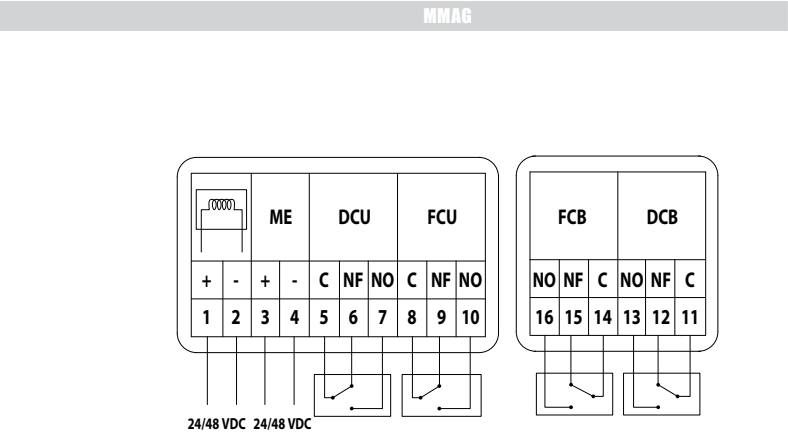 MMAG
ME DCU FCU
+ - + - C NF NO C NF NO
1 2 3 4 5 6 7 8 9 10
24/48 VDC 24/48 VDC
FCB DCB
NO NF C NO NF C
16 15 14 13 12 11